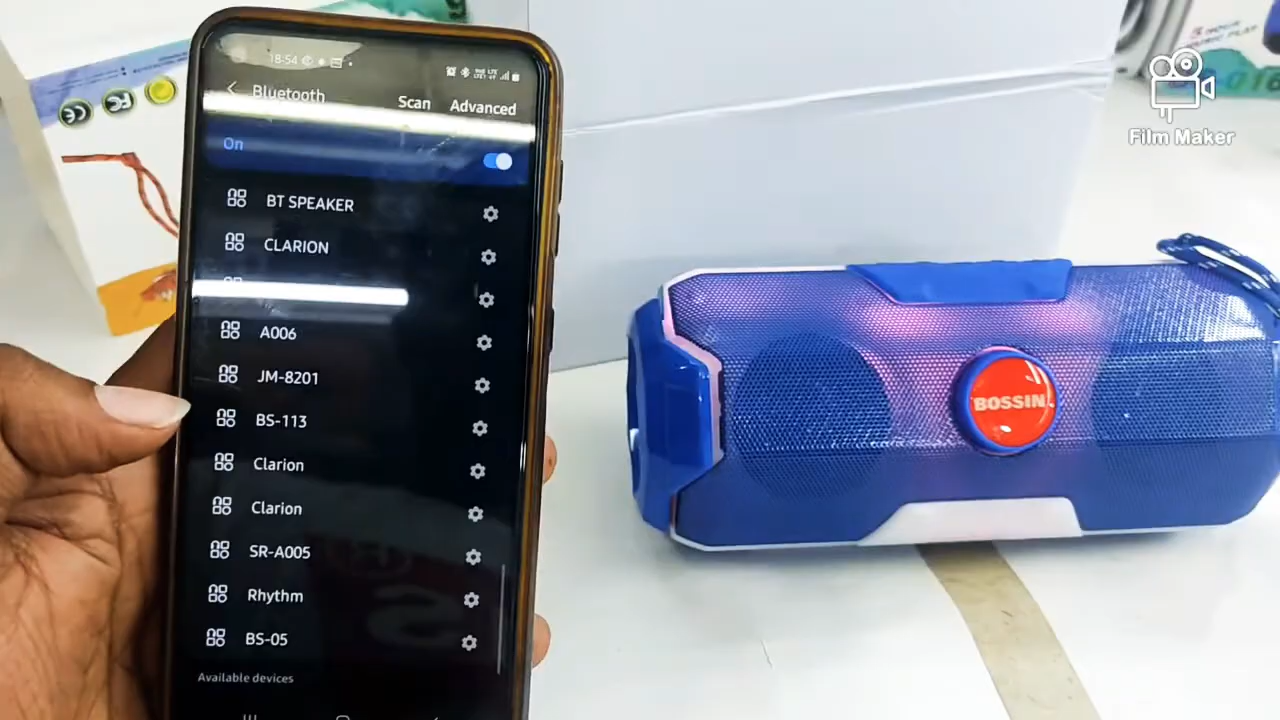 18:54
Bluetooth
Scan
Advanced
On
BT SPEAKER
CLARION
A006
JM-8201
BS-113
Clarion
Clarion
SR-A005
Rhythm
BS-05
Available devices
BOSSIN
Film Maker